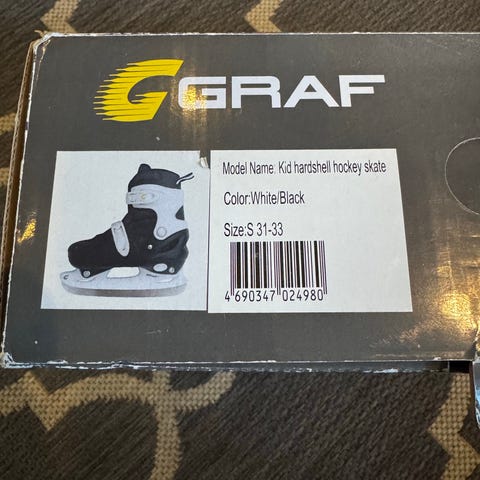 GRAF
Model Name: Kid hardshell hockey skate
Color:White/Black
Size:S 31-33
4 690347 024980